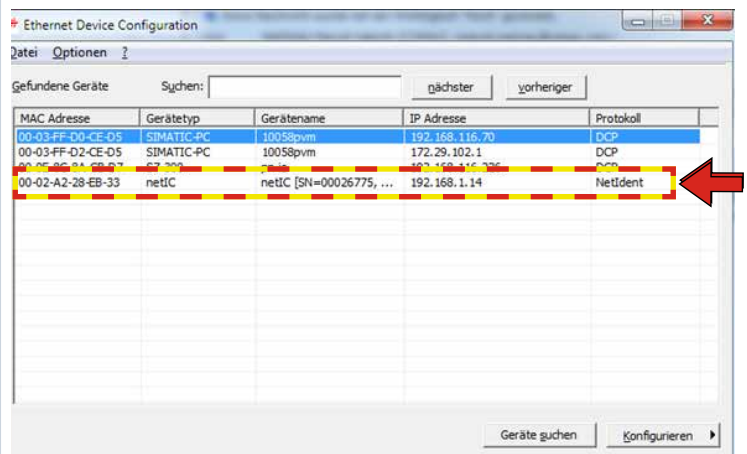 Ethernet Device Configuration
Datei Optionen ?
Gefundene Geräte Suchen: nächster vorheriger
MAC Adresse Gerätetyp Gerätename IP Adresse Protokoll
00-03-FF-D0-CE-D5 SIMATIC-PC 10058pvm 192.168.116.70 DCP
00-03-FF-D2-CE-D5 SIMATIC-PC 10058pvm 172.29.102.1 DCP
00-02-A2-28-EB-33 netIC netIC [SN=00026775, ... 192.168.1.14 NetIdent
Geräte suchen Konfigurieren